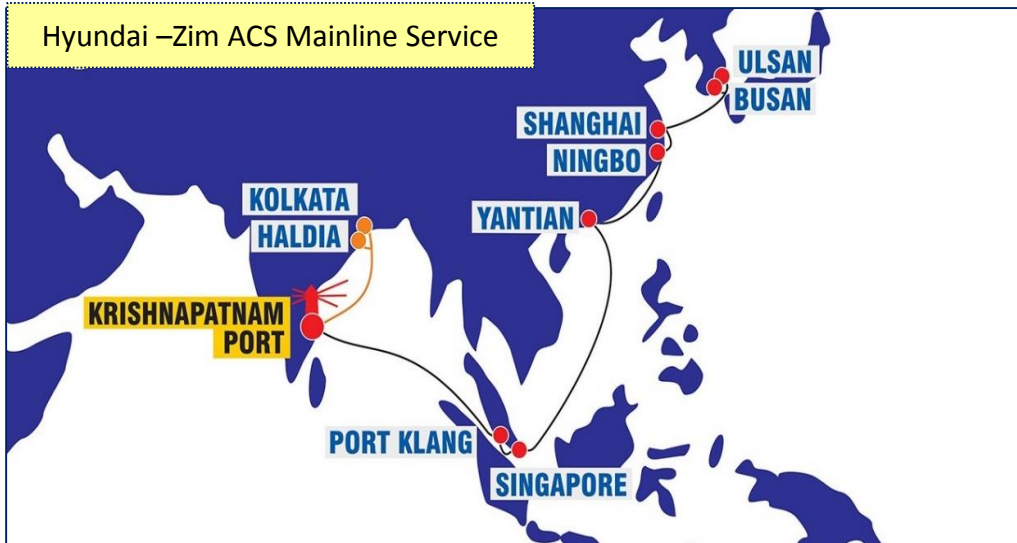 Hyundai –Zim ACS Mainline Service
ULSAN
BUSAN
SHANGHAI
NINGBO
KOLKATA
HALDIA
YANTIAN
KRISHNAPATNAM
PORT
PORT KLANG
SINGAPORE